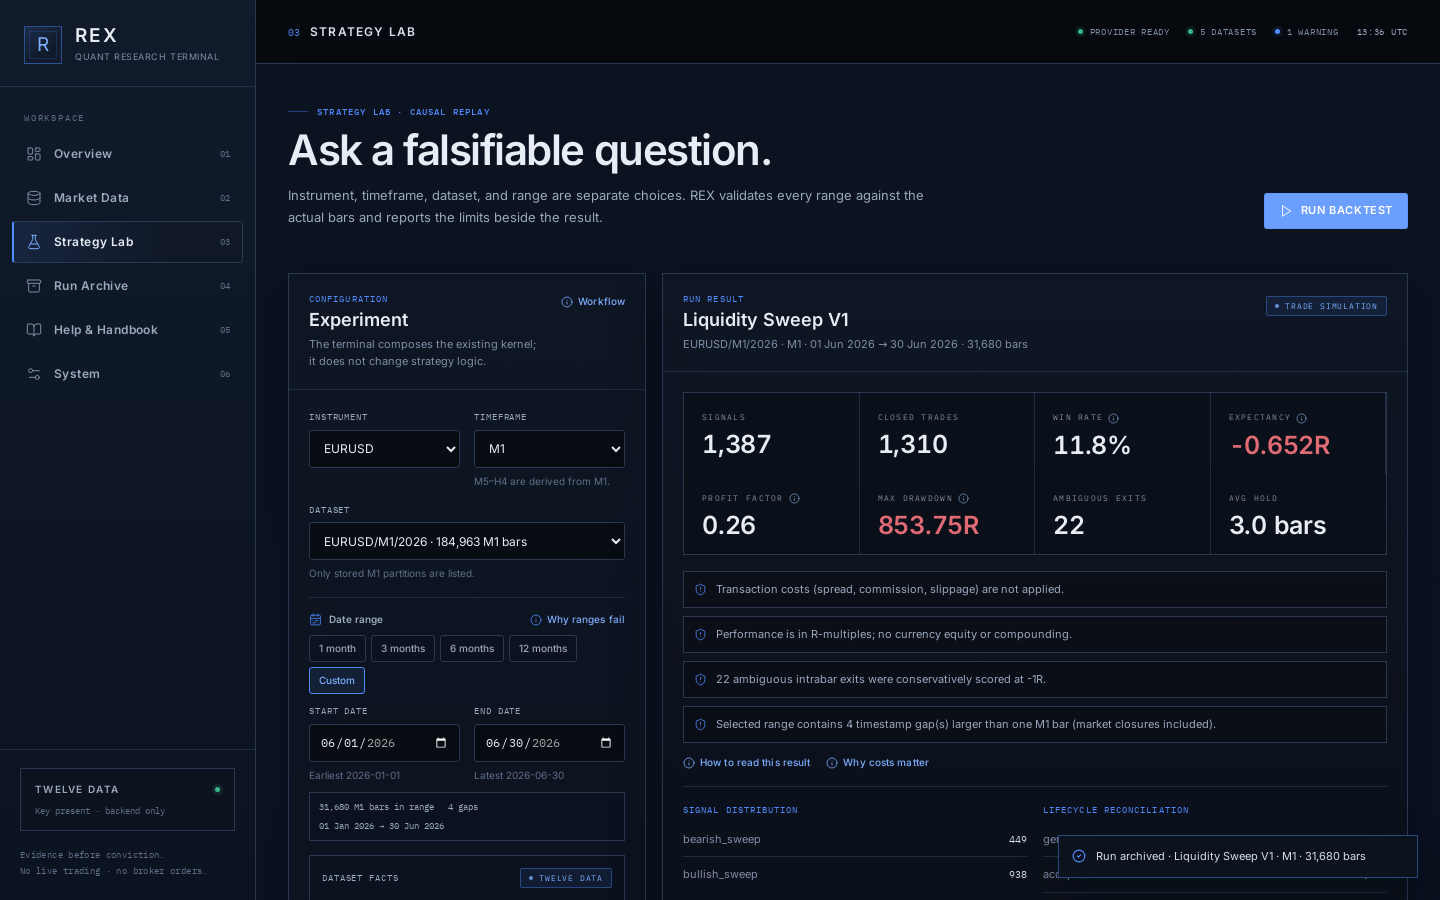 R
REX
QUANT RESEARCH TERMINAL
WORKSPACE
Overview 01
Market Data 02
Strategy Lab 03
Run Archive 04
Help & Handbook 05
System 06
TWELVE DATA
Key present · backend only
Evidence before conviction.
No live trading · no broker orders.
03 STRATEGY LAB
PROVIDER READY 5 DATASETS 1 WARNING 13:36 UTC
STRATEGY LAB · CAUSAL REPLAY
Ask a falsifiable question.
Instrument, timeframe, dataset, and range are separate choices. REX validates every range against the
actual bars and reports the limits beside the result.
RUN BACKTEST
CONFIGURATION
Workflow
Experiment
The terminal composes the existing kernel;
it does not change strategy logic.
INSTRUMENT TIMEFRAME
EURUSD M1
M5–H4 are derived from M1.
DATASET
EURUSD/M1/2026 · 184,963 M1 bars
Only stored M1 partitions are listed.
Date range Why ranges fail
1 month 3 months 6 months 12 months
Custom
START DATE END DATE
06/01/2026 06/30/2026
Earliest 2026-01-01 Latest 2026-06-30
31,680 M1 bars in range 4 gaps
01 Jan 2026 → 30 Jun 2026
DATASET FACTS TWELVE DATA
RUN RESULT
TRADE SIMULATION
Liquidity Sweep V1
EURUSD/M1/2026 · M1 · 01 Jun 2026 → 30 Jun 2026 · 31,680 bars
SIGNALS CLOSED TRADES WIN RATE EXPECTANCY
1,387 1,310 11.8% -0.652R
PROFIT FACTOR MAX DRAWDOWN AMBIGUOUS EXITS AVG HOLD
0.26 853.75R 22 3.0 bars
Transaction costs (spread, commission, slippage) are not applied.
Performance is in R-multiples; no currency equity or compounding.
22 ambiguous intrabar exits were conservatively scored at -1R.
Selected range contains 4 timestamp gap(s) larger than one M1 bar (market closures included).
How to read this result Why costs matter
SIGNAL DISTRIBUTION LIFECYCLE RECONCILIATION
bearish_sweep 449
bullish_sweep 938
Run archived · Liquidity Sweep V1 · M1 · 31,680 bars